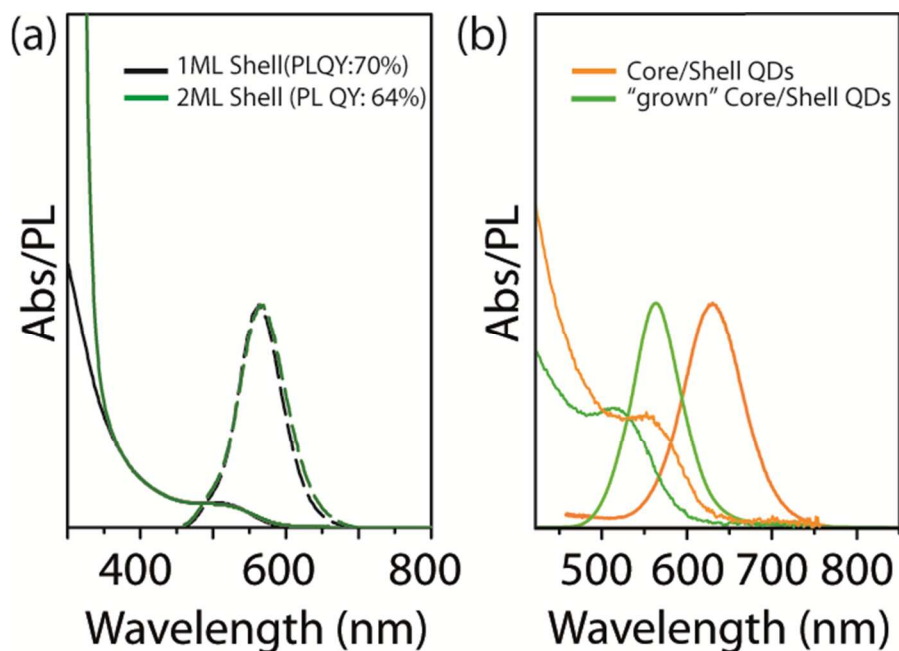 (a)
1ML Shell(PLQY:70%)
2ML Shell (PL QY: 64%)
Abs/PL
400 600 800
Wavelength (nm)
(b)
Core/Shell QDs
“grown” Core/Shell QDs
Abs/PL
500 600 700 800
Wavelength (nm)